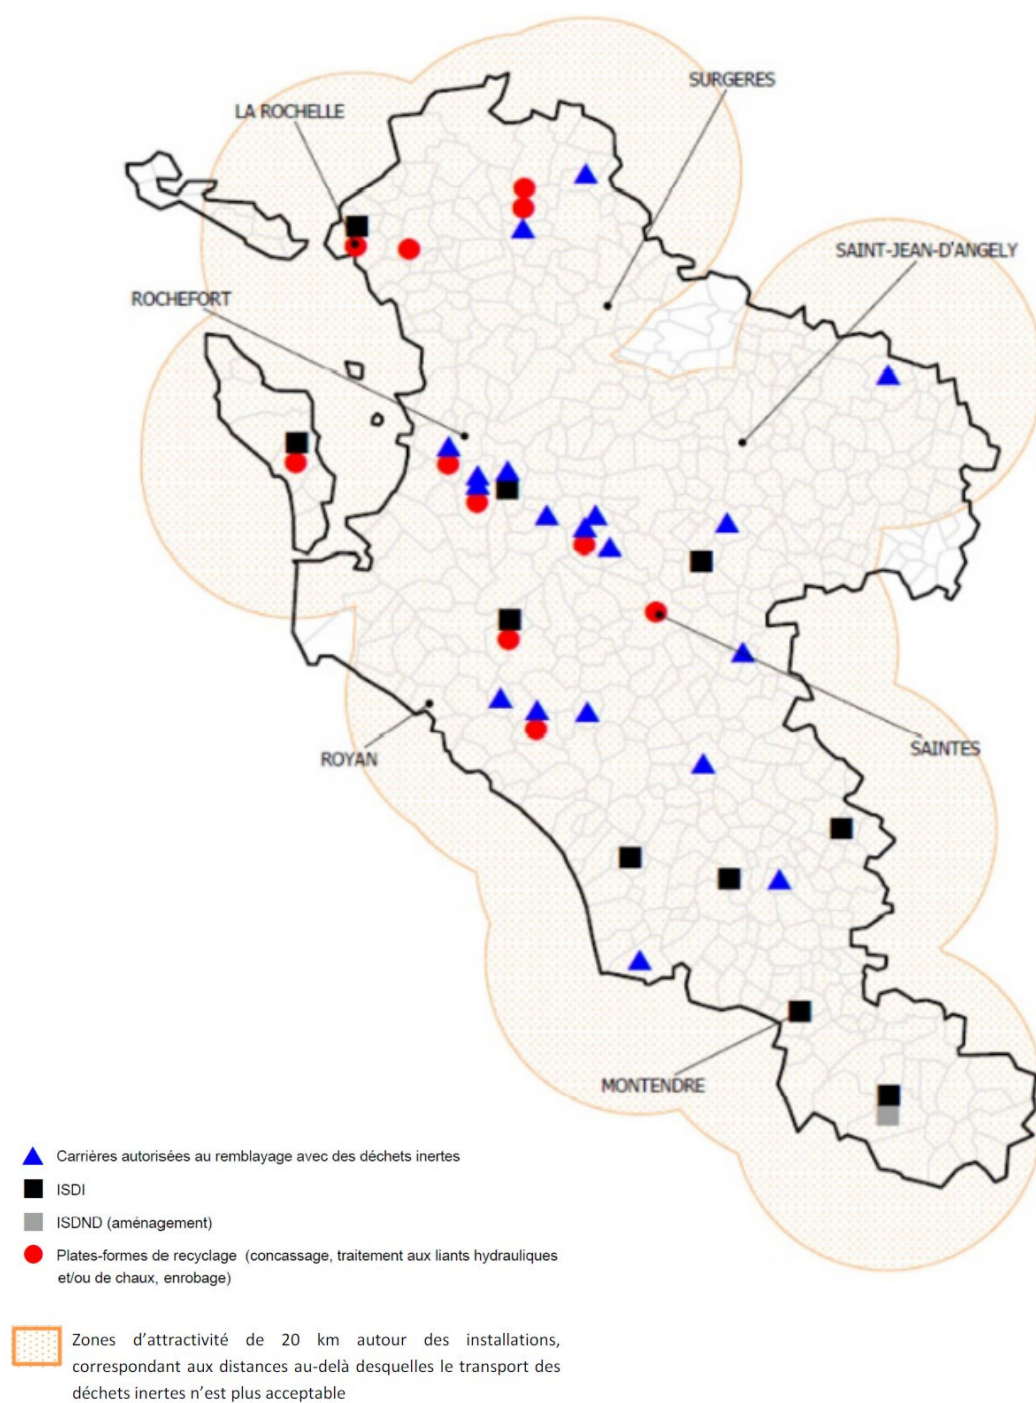 SURGERES
LA ROCHELLE
SAINT-JEAN-D'ANGELY
ROCHEFORT
SAINTES
ROYAN
MONTENDRE
Carrières autorisées au remblayage avec des déchets inertes
ISDI
ISDND (aménagement)
Plates-formes de recyclage (concassage, traitement aux liants hydrauliques
et/ou de chaux, enrobage)
Zones d’attractivité de 20 km autour des installations,
correspondant aux distances au-delà desquelles le transport des
déchets inertes n’est plus acceptable